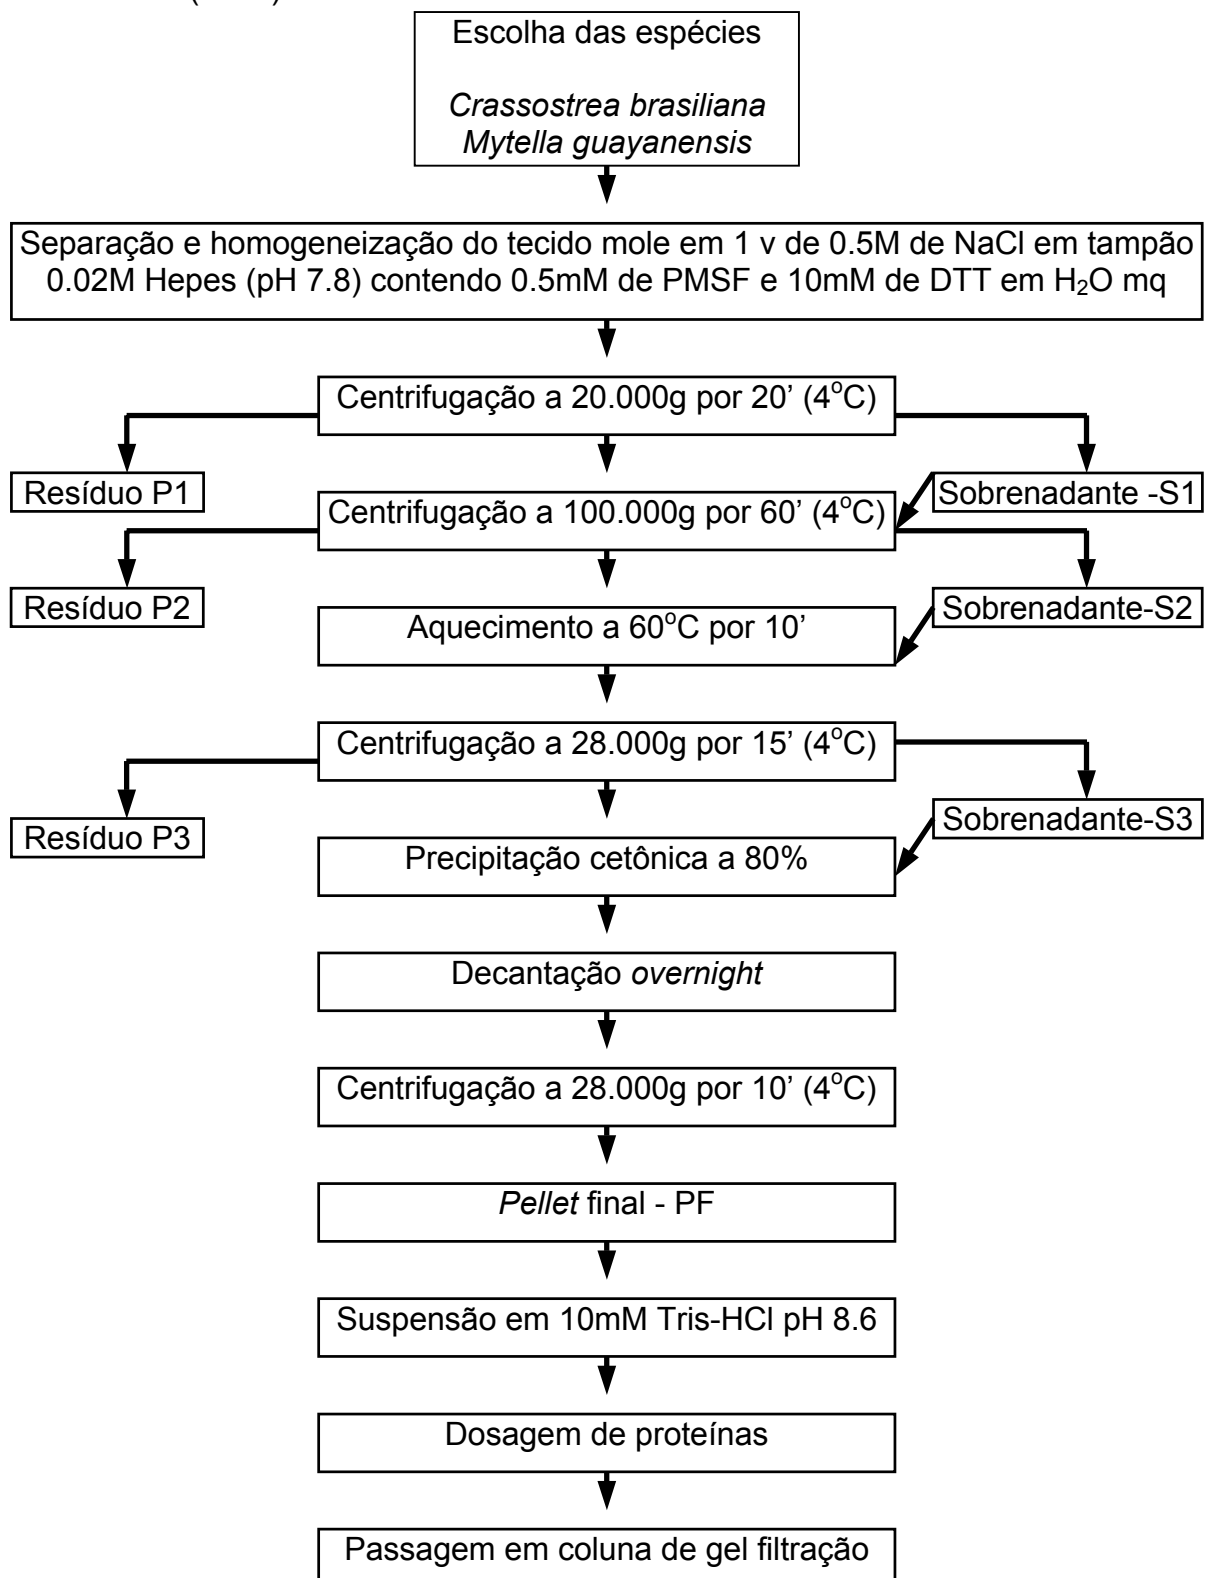 Escolha das espécies
Crassostrea brasiliana
Mytella guayanensis
Separação e homogeneização do tecido mole em 1 v de 0.5M de NaCl em tampão
0.02M Hepes (pH 7.8) contendo 0.5mM de PMSF e 10mM de DTT em H₂O mq
Centrifugação a 20.000g por 20’ (4°C)
Resíduo P1
Sobrenadante -S1
Centrifugação a 100.000g por 60’ (4°C)
Resíduo P2
Sobrenadante-S2
Aquecimento a 60°C por 10’
Centrifugação a 28.000g por 15’ (4°C)
Resíduo P3
Sobrenadante-S3
Precipitação cetônica a 80%
Decantação overnight
Centrifugação a 28.000g por 10’ (4°C)
Pellet final - PF
Suspensão em 10mM Tris-HCl pH 8.6
Dosagem de proteínas
Passagem em coluna de gel filtração